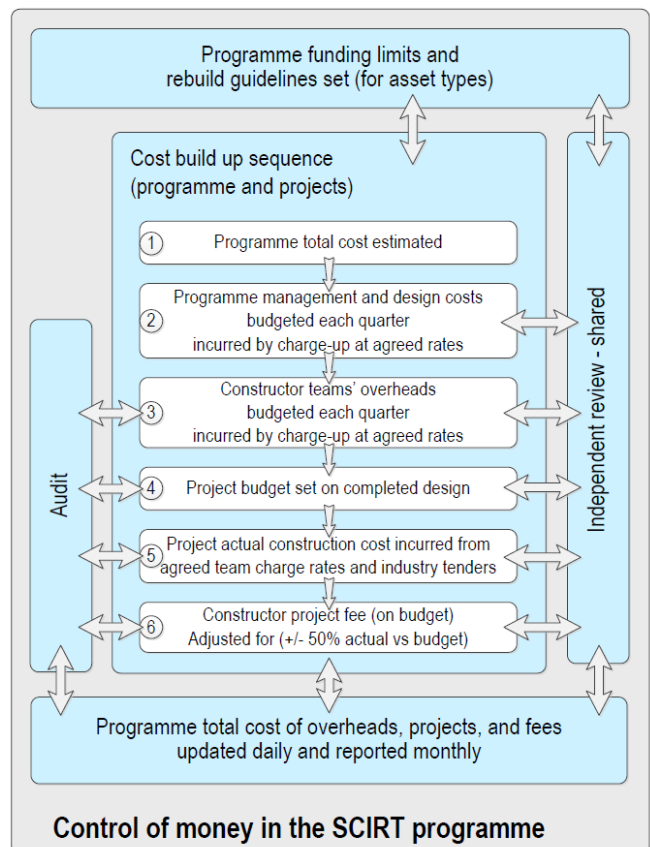 Programme funding limits and
rebuild guidelines set (for asset types)
Cost build up sequence
(programme and projects)
1 Programme total cost estimated
Programme management and design costs
2 budgeted each quarter
incurred by charge-up at agreed rates
Constructor teams' overheads
3 budgeted each quarter
incurred by charge-up at agreed rates
4 Project budget set on completed design
5 Project actual construction cost incurred from
agreed team charge rates and industry tenders
6 Constructor project fee (on budget)
Adjusted for (+/- 50% actual vs budget)
Audit
Independent review - shared
Programme total cost of overheads, projects, and fees
updated daily and reported monthly
Control of money in the SCIRT programme